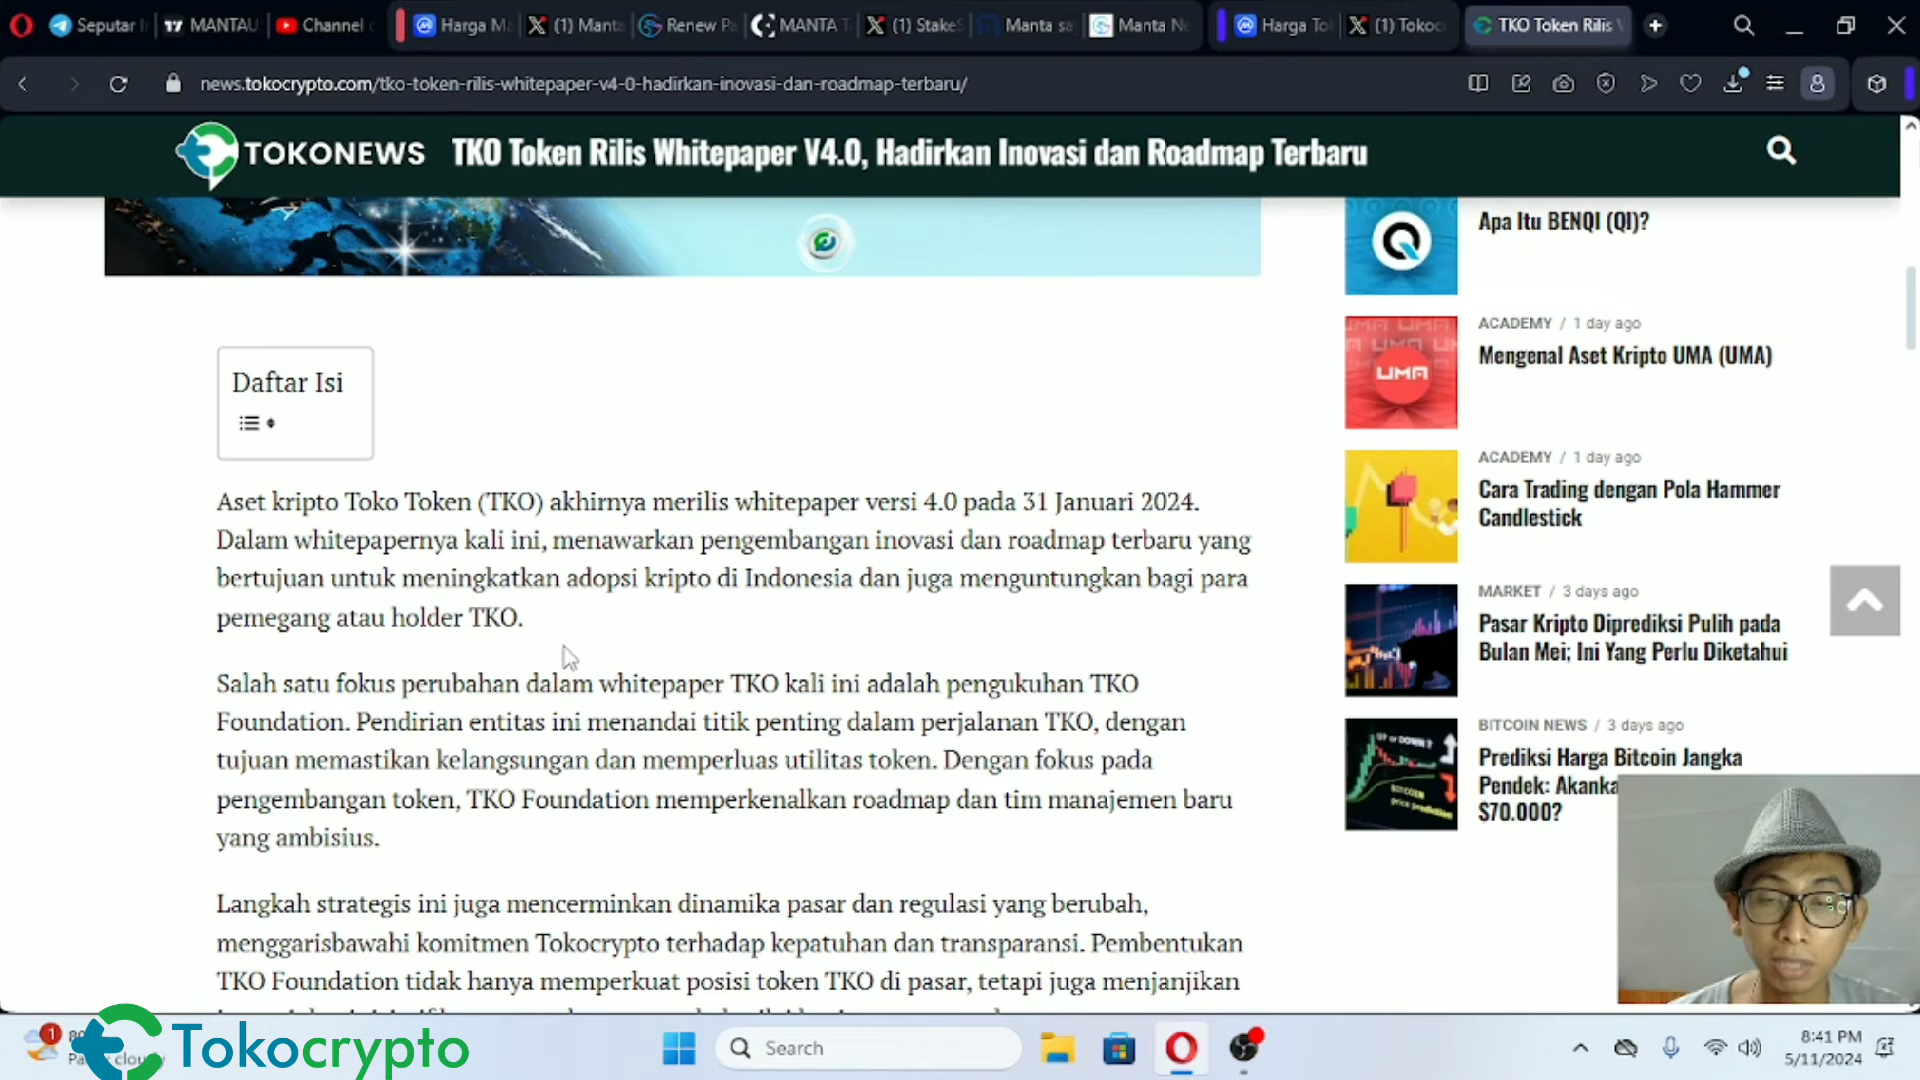 Seputar
MANTAU
Channel
Harga M
(1) Manta
Renew Pa
MANTA T
(1) Stake
Manta sa
Manta Ne
Harga To
(1) Tokoc
TKO Token Rilis
news.tokocrypto.com/tko-token-rilis-whitepaper-v4-0-hadirkan-inovasi-dan-roadmap-terbaru/
TOKONEWS
TKO Token Rilis Whitepaper V4.0, Hadirkan Inovasi dan Roadmap Terbaru
Daftar Isi
Aset kripto Toko Token (TKO) akhirnya merilis whitepaper versi 4.0 pada 31 Januari 2024.
Dalam whitepapernya kali ini, menawarkan pengembangan inovasi dan roadmap terbaru yang
bertujuan untuk meningkatkan adopsi kripto di Indonesia dan juga menguntungkan bagi para
pemegang atau holder TKO.
Salah satu fokus perubahan dalam whitepaper TKO kali ini adalah pengukuhan TKO
Foundation. Pendirian entitas ini menandai titik penting dalam perjalanan TKO, dengan
tujuan memastikan kelangsungan dan memperluas utilitas token. Dengan fokus pada
pengembangan token, TKO Foundation memperkenalkan roadmap dan tim manajemen baru
yang ambisius.
Langkah strategis ini juga mencerminkan dinamika pasar dan regulasi yang berubah,
menggarisbawahi komitmen Tokocrypto terhadap kepatuhan dan transparansi. Pembentukan
TKO Foundation tidak hanya memperkuat posisi token TKO di pasar, tetapi juga menjanjikan
Apa Itu BENQI (QI)?
UMA
ACADEMY / 1 day ago
Mengenal Aset Kripto UMA (UMA)
ACADEMY / 1 day ago
Cara Trading dengan Pola Hammer
Candlestick
MARKET / 3 days ago
Pasar Kripto Diprediksi Pulih pada
Bulan Mei; Ini Yang Perlu Diketahui
UP or DOWN?
BITCOIN
price prediction
BITCOIN NEWS / 3 days ago
Prediksi Harga Bitcoin Jangka
Pendek: Akanka
$70.000?
1
Tokocrypto
Search
8:41 PM
5/11/2024